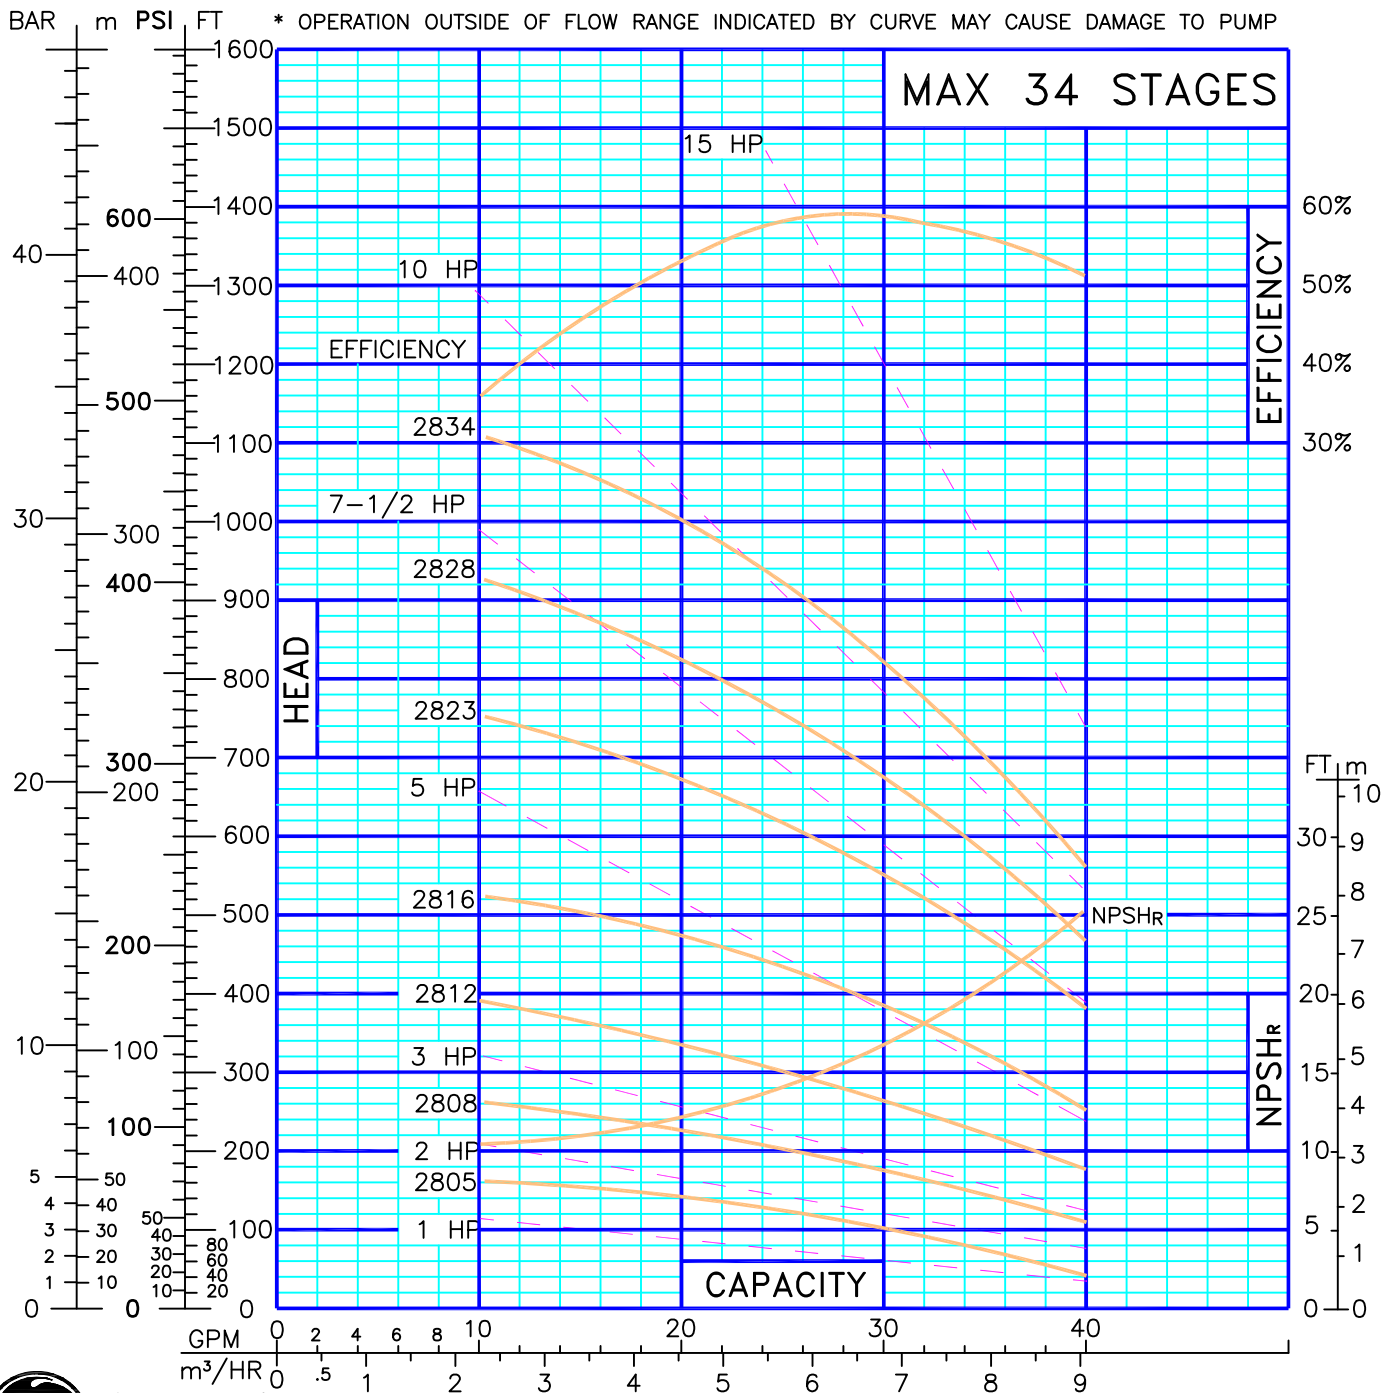 BAR m PSI FT * OPERATION OUTSIDE OF FLOW RANGE INDICATED BY CURVE MAY CAUSE DAMAGE TO PUMP
1600
MAX 34 STAGES
1500
15 HP
600 1400 60%
40 400 10 HP 1300 50%
EFFICIENCY
EFFICIENCY
1200 40%
500
2834
1100 30%
7-1/2 HP
30 300 1000
2828
400 900
HEAD
800
2823
300 700
FT m
20 200 5 HP 10
600 30 9
2816 8
500 25 NPSHR
200 7
2812
400 20 6
10 100 3 HP 5
300 15
NPSHR
2808 4
100
2 HP
200 10 3
5 50 2805
4 40 2
3 30 50 100 1 HP 5
40 80
2 20 30 60 1
1 10 20 40
10 20
CAPACITY
0 0 0 0 0
GPM 0 2 4 6 8 10 20 30 40
m³/HR 0 .5 1 2 3 4 5 6 7 8 9